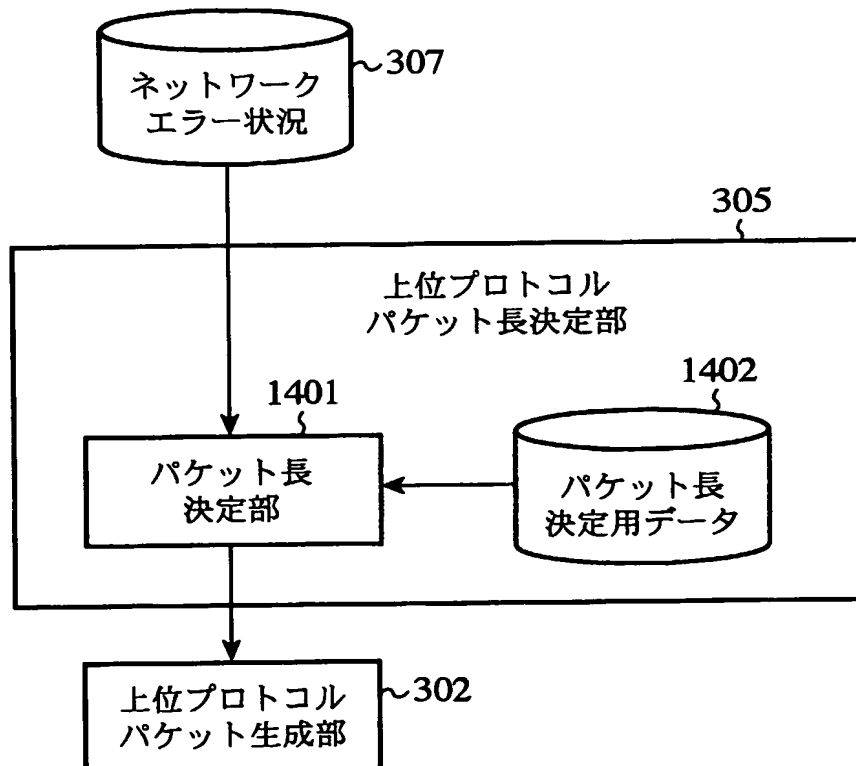 ネットワーク
エラー状況
307
305
上位プロトコル
パケット長決定部
1401
1402
パケット長
決定部
パケット長
決定用データ
上位プロトコル
パケット生成部
302